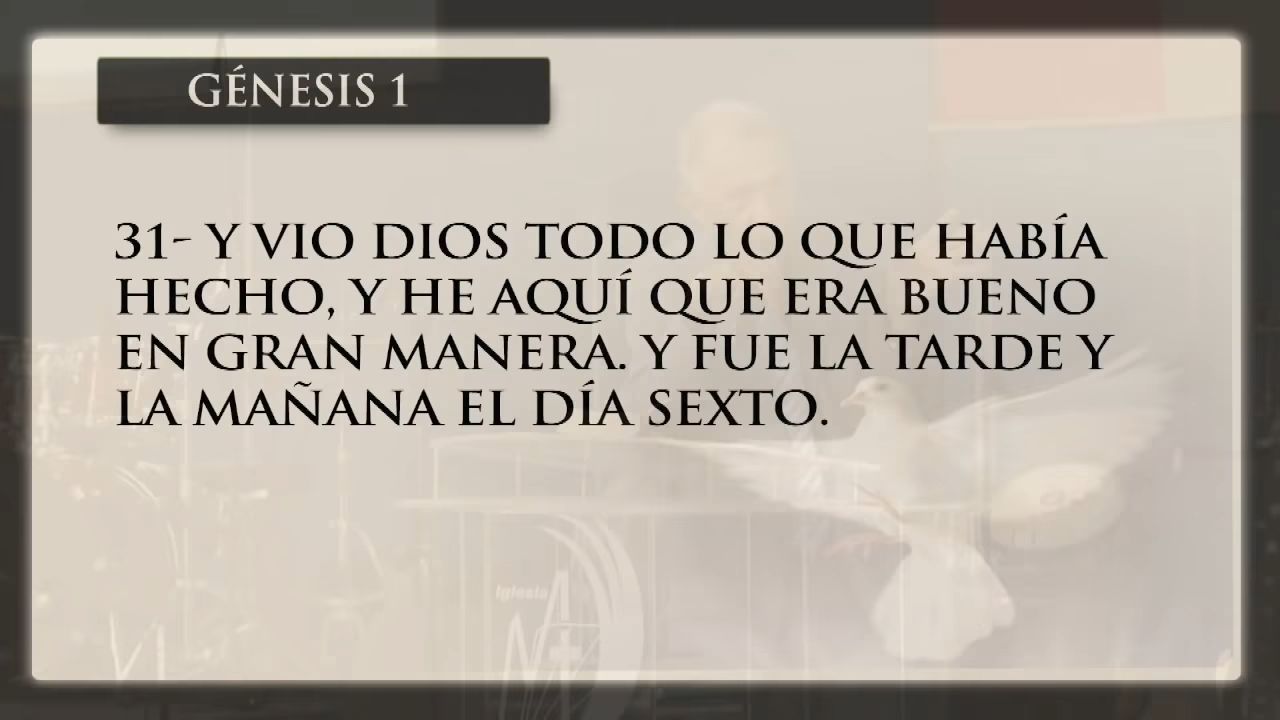 GÉNESIS 1
31- Y VIO DIOS TODO LO QUE HABÍA
HECHO, Y HE AQUÍ QUE ERA BUENO
EN GRAN MANERA. Y FUE LA TARDE Y
LA MAÑANA EL DÍA SEXTO.
Iglesia